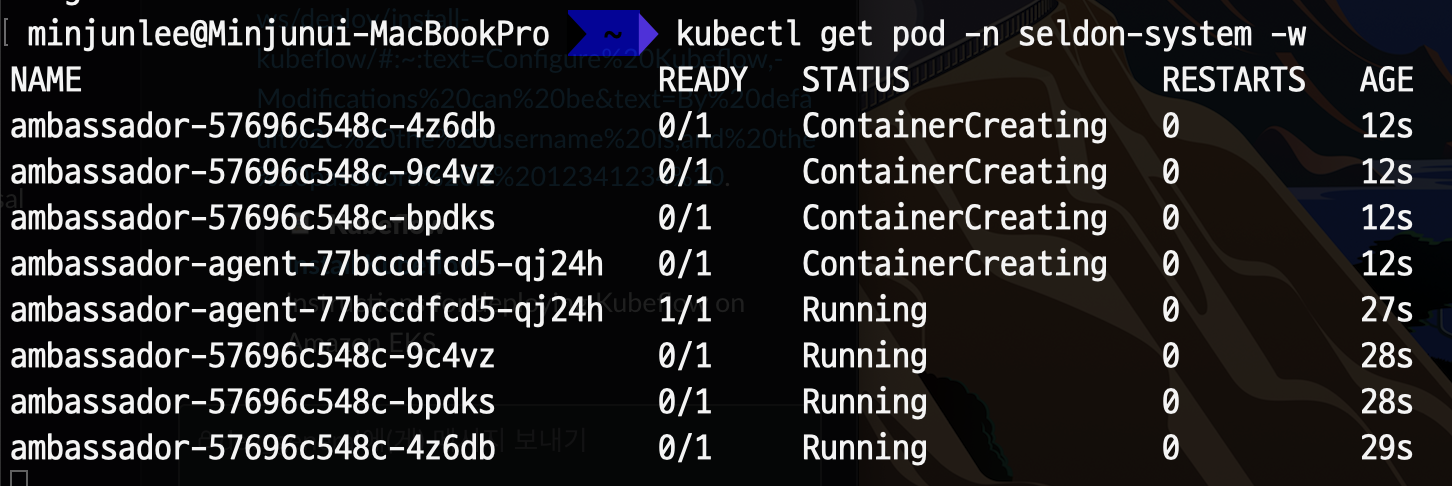 minjunlee@Minjunui-MacBookPro ~ kubectl get pod -n seldon-system -w
NAME READY STATUS RESTARTS AGE
ambassador-57696c548c-4z6db 0/1 ContainerCreating 0 12s
ambassador-57696c548c-9c4vz 0/1 ContainerCreating 0 12s
ambassador-57696c548c-bpdks 0/1 ContainerCreating 0 12s
ambassador-agent-77bccdfcd5-qj24h 0/1 ContainerCreating 0 12s
ambassador-agent-77bccdfcd5-qj24h 1/1 Running 0 27s
ambassador-57696c548c-9c4vz 0/1 Running 0 28s
ambassador-57696c548c-bpdks 0/1 Running 0 28s
ambassador-57696c548c-4z6db 0/1 Running 0 29s